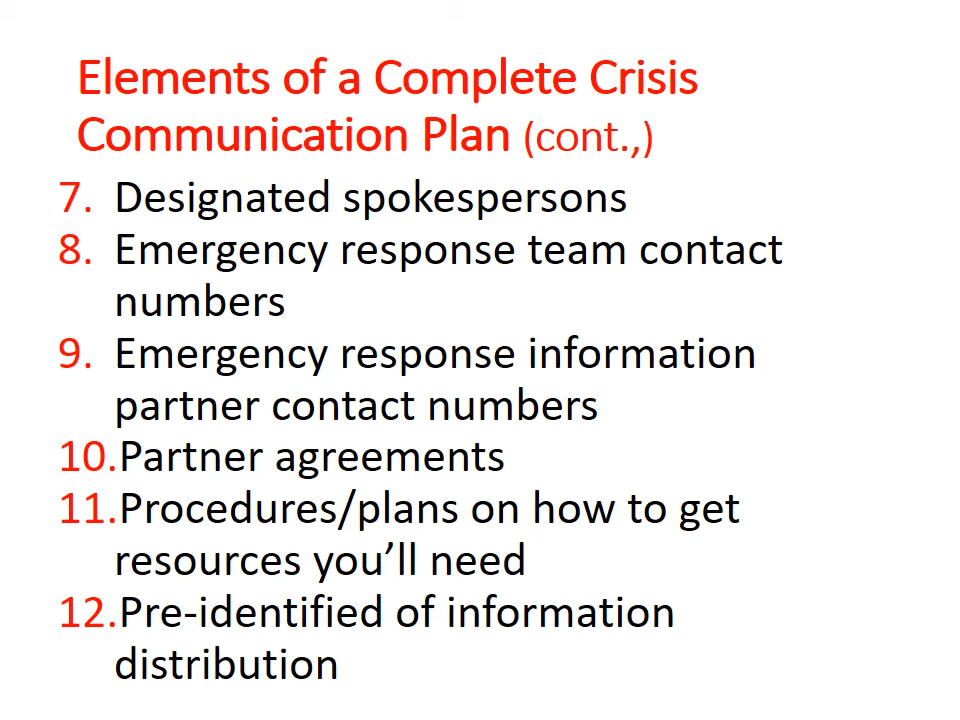 Elements of a Complete Crisis
Communication Plan (cont.,)
7. Designated spokespersons
8. Emergency response team contact
numbers
9. Emergency response information
partner contact numbers
10.Partner agreements
11.Procedures/plans on how to get
resources you’ll need
12.Pre-identified of information
distribution